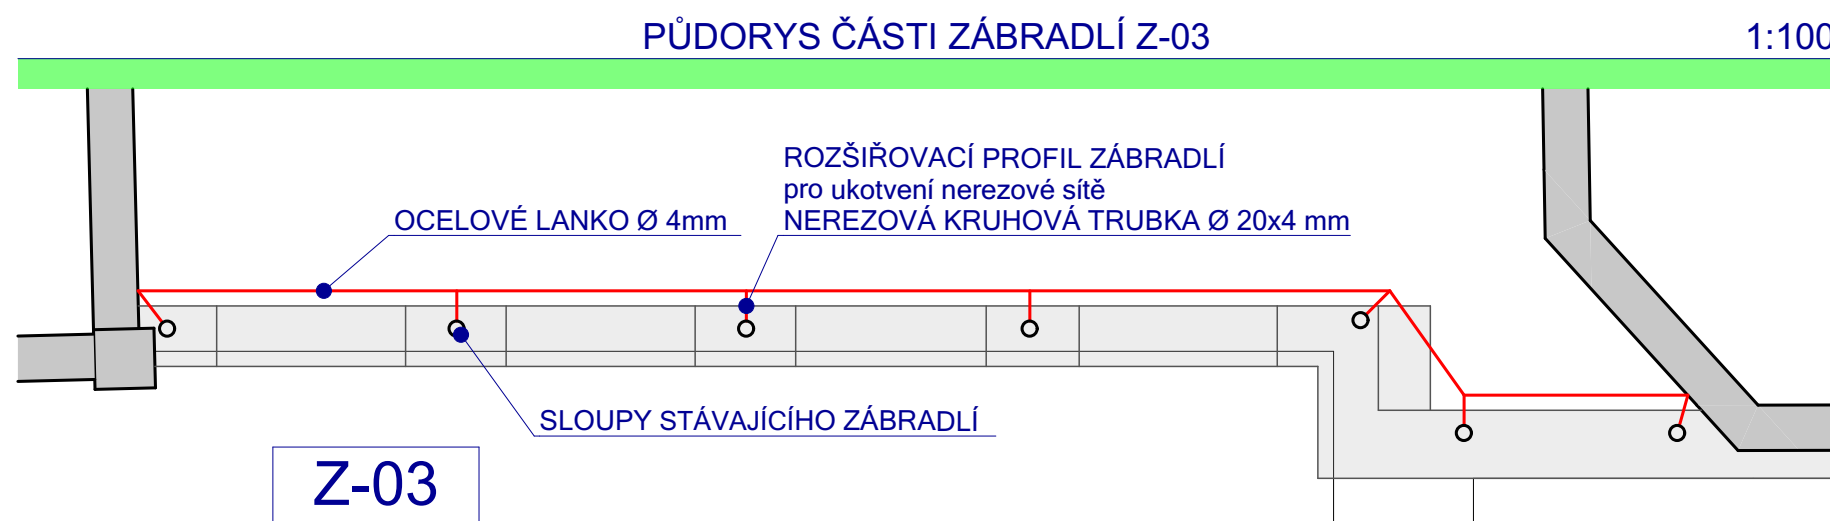 PŮDORYS ČÁSTI ZÁBRADLÍ Z-03
1:100
ROZŠIŘOVACÍ PROFIL ZÁBRADLÍ
pro ukotvení nerezové sítě
NEREZOVÁ KRUHOVÁ TRUBKA Ø 20x4 mm
OCELOVÉ LANKO Ø 4mm
SLOUPY STÁVAJÍCÍHO ZÁBRADLÍ
Z-03